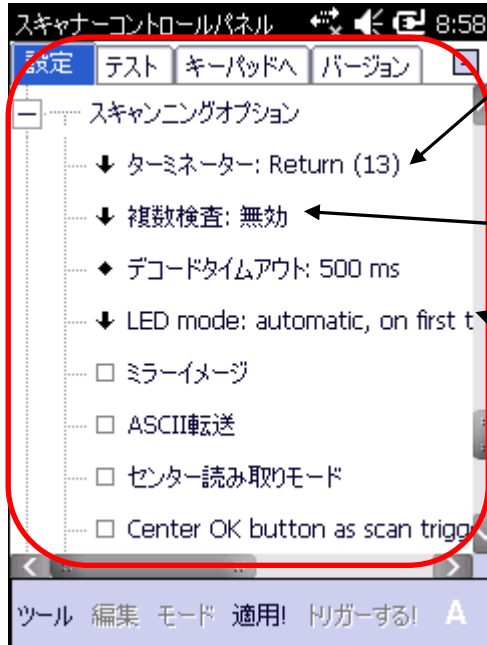 スキャナーコントロールパネル 8:58
設定 テスト キーパッドへ バージョン
スキャンニングオプション
ターミネーター: Return (13)
複数検査: 無効
デコードタイムアウト: 500 ms
LED mode: automatic, on first t
ミラーイメージ
ASCII転送
センター読み取りモード
Center OK button as scan trigg
ツール 編集 モード 適用! トリガーする! A